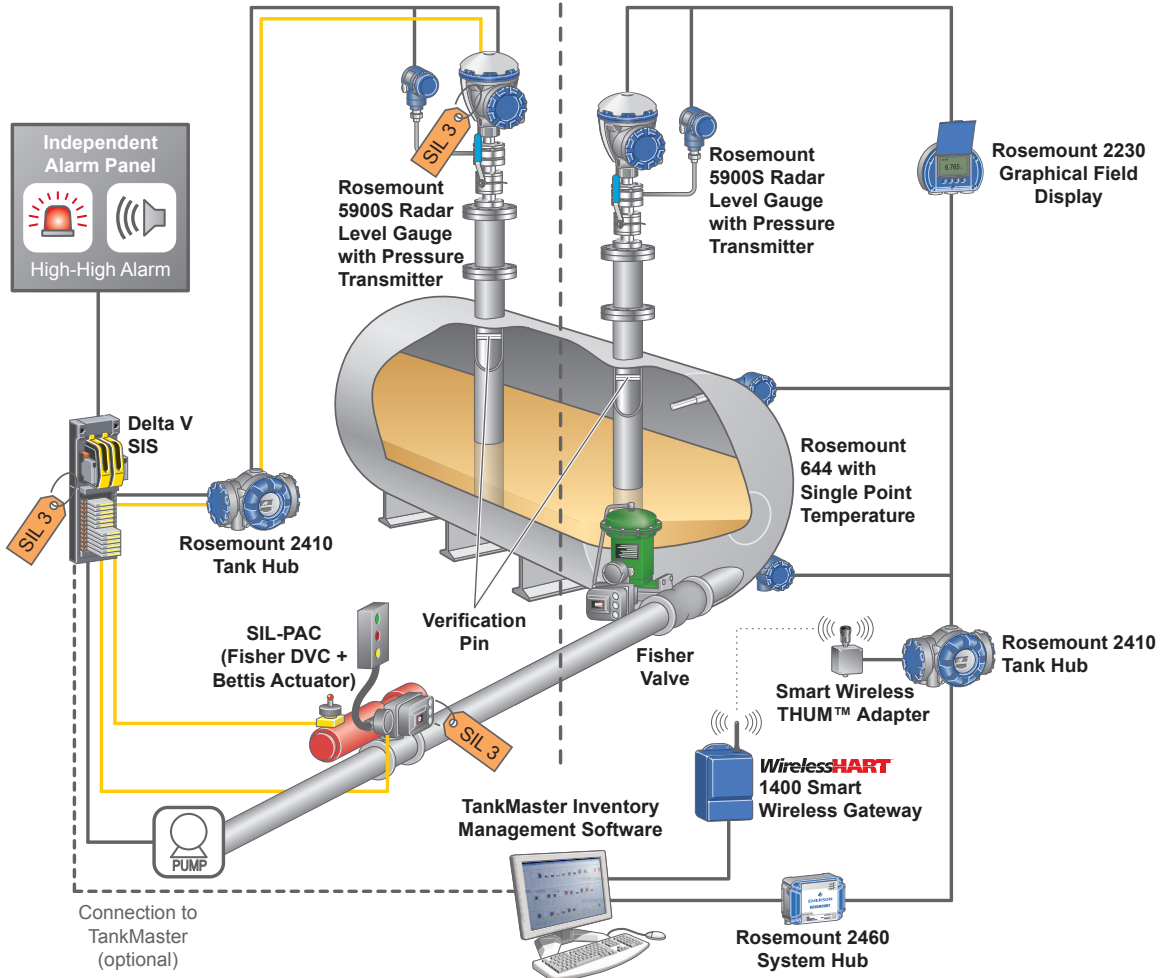 Independent
Alarm Panel
High-High Alarm
SIL 3
Rosemount
5900S Radar
Level Gauge
with Pressure
Transmitter
Rosemount
5900S Radar
Level Gauge
with Pressure
Transmitter
6,765
Rosemount 2230
Graphical Field
Display
Delta V
SIS
SIL 3
Rosemount 2410
Tank Hub
Rosemount
644 with
Single Point
Temperature
Verification
Pin
SIL-PAC
(Fisher DVC +
Bettis Actuator)
SIL 3
Fisher
Valve
Smart Wireless
THUM™ Adapter
Rosemount 2410
Tank Hub
WirelessHART
1400 Smart
Wireless Gateway
TankMaster Inventory
Management Software
PUMP
Connection to
TankMaster
(optional)
EMERSON
ROSEMOUNT
Rosemount 2460
System Hub